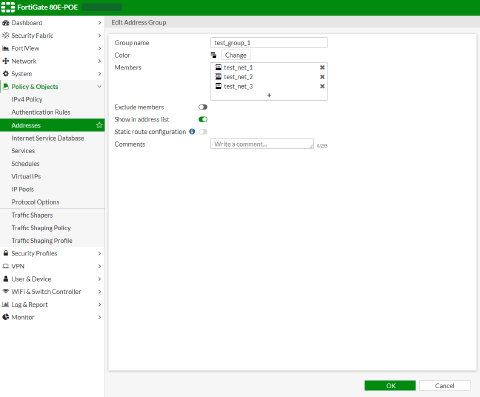 FortiGate 80E-POE
Dashboard
Security Fabric
FortiView
Network
System
Policy & Objects
IPv4 Policy
Authentication Rules
Addresses
Internet Service Database
Services
Schedules
Virtual IPs
IP Pools
Protocol Options
Traffic Shapers
Traffic Shaping Policy
Traffic Shaping Profile
Security Profiles
VPN
User & Device
WiFi & Switch Controller
Log & Report
Monitor
Edit Address Group
Group name test_group_1
Color Change
Members test_net_1
test_net_2
test_net_3
+
Exclude members
Show in address list
Static route configuration
Comments Write a comment... 0/255
OK Cancel